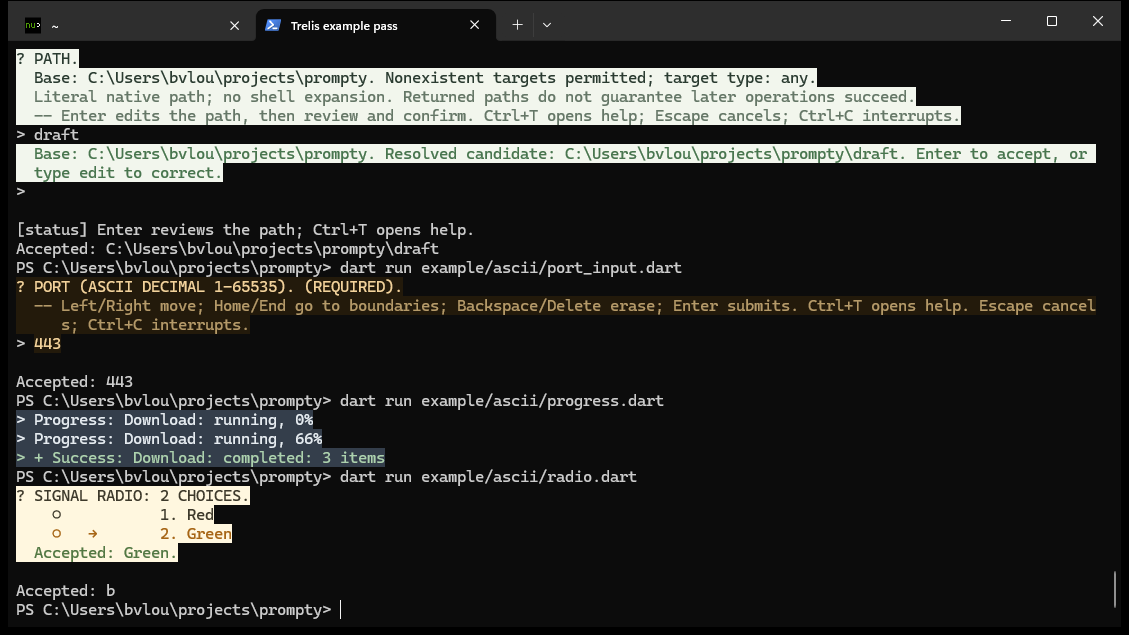 nu> ~
Trelis example pass
? PATH.
Base: C:\Users\bvlou\projects\prompty. Nonexistent targets permitted; target type: any.
Literal native path; no shell expansion. Returned paths do not guarantee later operations succeed.
-- Enter edits the path, then review and confirm. Ctrl+T opens help; Escape cancels; Ctrl+C interrupts.
> draft
Base: C:\Users\bvlou\projects\prompty. Resolved candidate: C:\Users\bvlou\projects\prompty\draft. Enter to accept, or
type edit to correct.
>
[status] Enter reviews the path; Ctrl+T opens help.
Accepted: C:\Users\bvlou\projects\prompty\draft
PS C:\Users\bvlou\projects\prompty> dart run example/ascii/port_input.dart
? PORT (ASCII DECIMAL 1-65535). (REQUIRED).
-- Left/Right move; Home/End go to boundaries; Backspace/Delete erase; Enter submits. Ctrl+T opens help. Escape cancel
s; Ctrl+C interrupts.
> 443
Accepted: 443
PS C:\Users\bvlou\projects\prompty> dart run example/ascii/progress.dart
> Progress: Download: running, 0%
> Progress: Download: running, 66%
> + Success: Download: completed: 3 items
PS C:\Users\bvlou\projects\prompty> dart run example/ascii/radio.dart
? SIGNAL RADIO: 2 CHOICES.
○ 1. Red
○ → 2. Green
Accepted: Green.
Accepted: b
PS C:\Users\bvlou\projects\prompty>